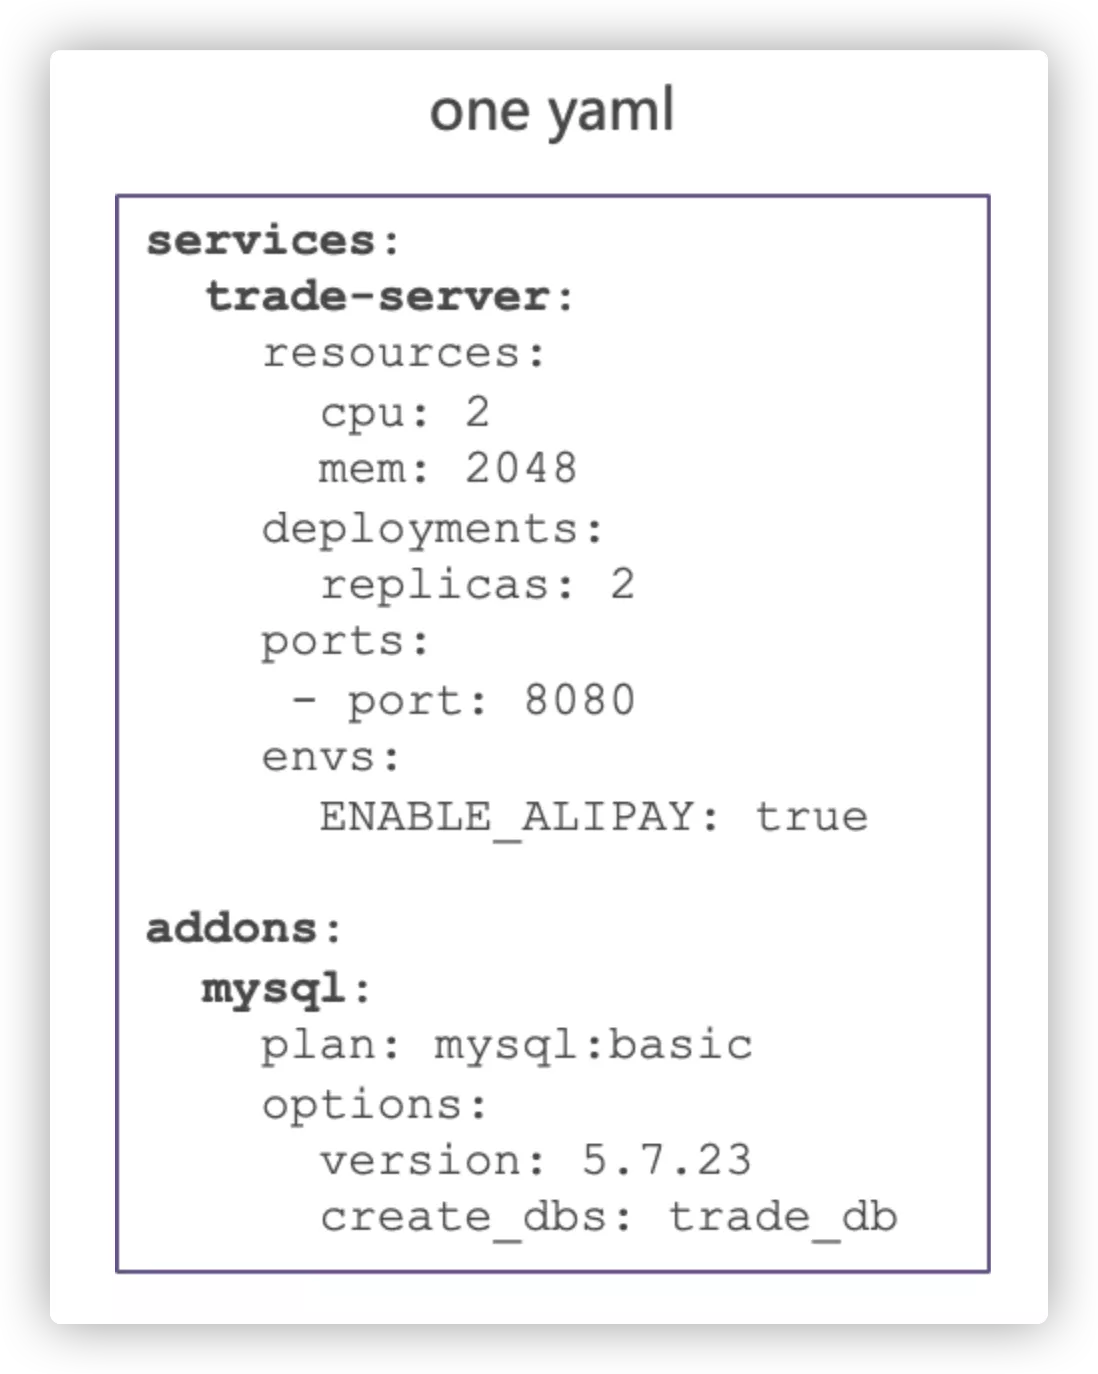 one yaml
services:
  trade-server:
    resources:
      cpu: 2
      mem: 2048
    deployments:
      replicas: 2
    ports:
     - port: 8080
    envs:
      ENABLE_ALIPAY: true

addons:
  mysql:
    plan: mysql:basic
    options:
      version: 5.7.23
      create_dbs: trade_db